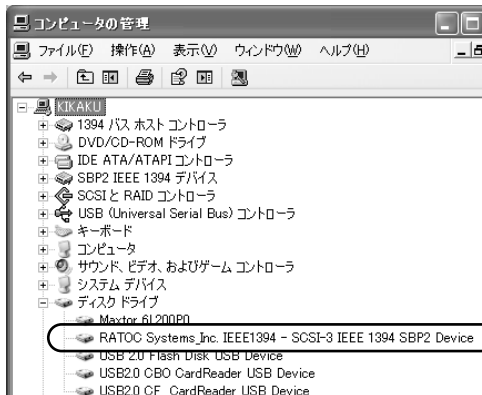 コンピュータの管理
ファイル(F) 操作(A) 表示(V) ウィンドウ(W) ヘルプ(H)
KIKAKU
1394 バス ホスト コントローラ
DVD/CD-ROM ドライブ
IDE ATA/ATAPI コントローラ
SBP2 IEEE 1394 デバイス
SCSI と RAID コントローラ
USB (Universal Serial Bus) コントローラ
キーボード
コンピュータ
サウンド、ビデオ、およびゲーム コントローラ
システム デバイス
ディスク ドライブ
Maxtor 6L200P0
RATOC Systems,Inc. IEEE1394 - SCSI-3 IEEE 1394 SBP2 Device
USB 2.0 Flash Disk USB Device
USB2.0 CBO CardReader USB Device
USB2.0 CF CardReader USB Device